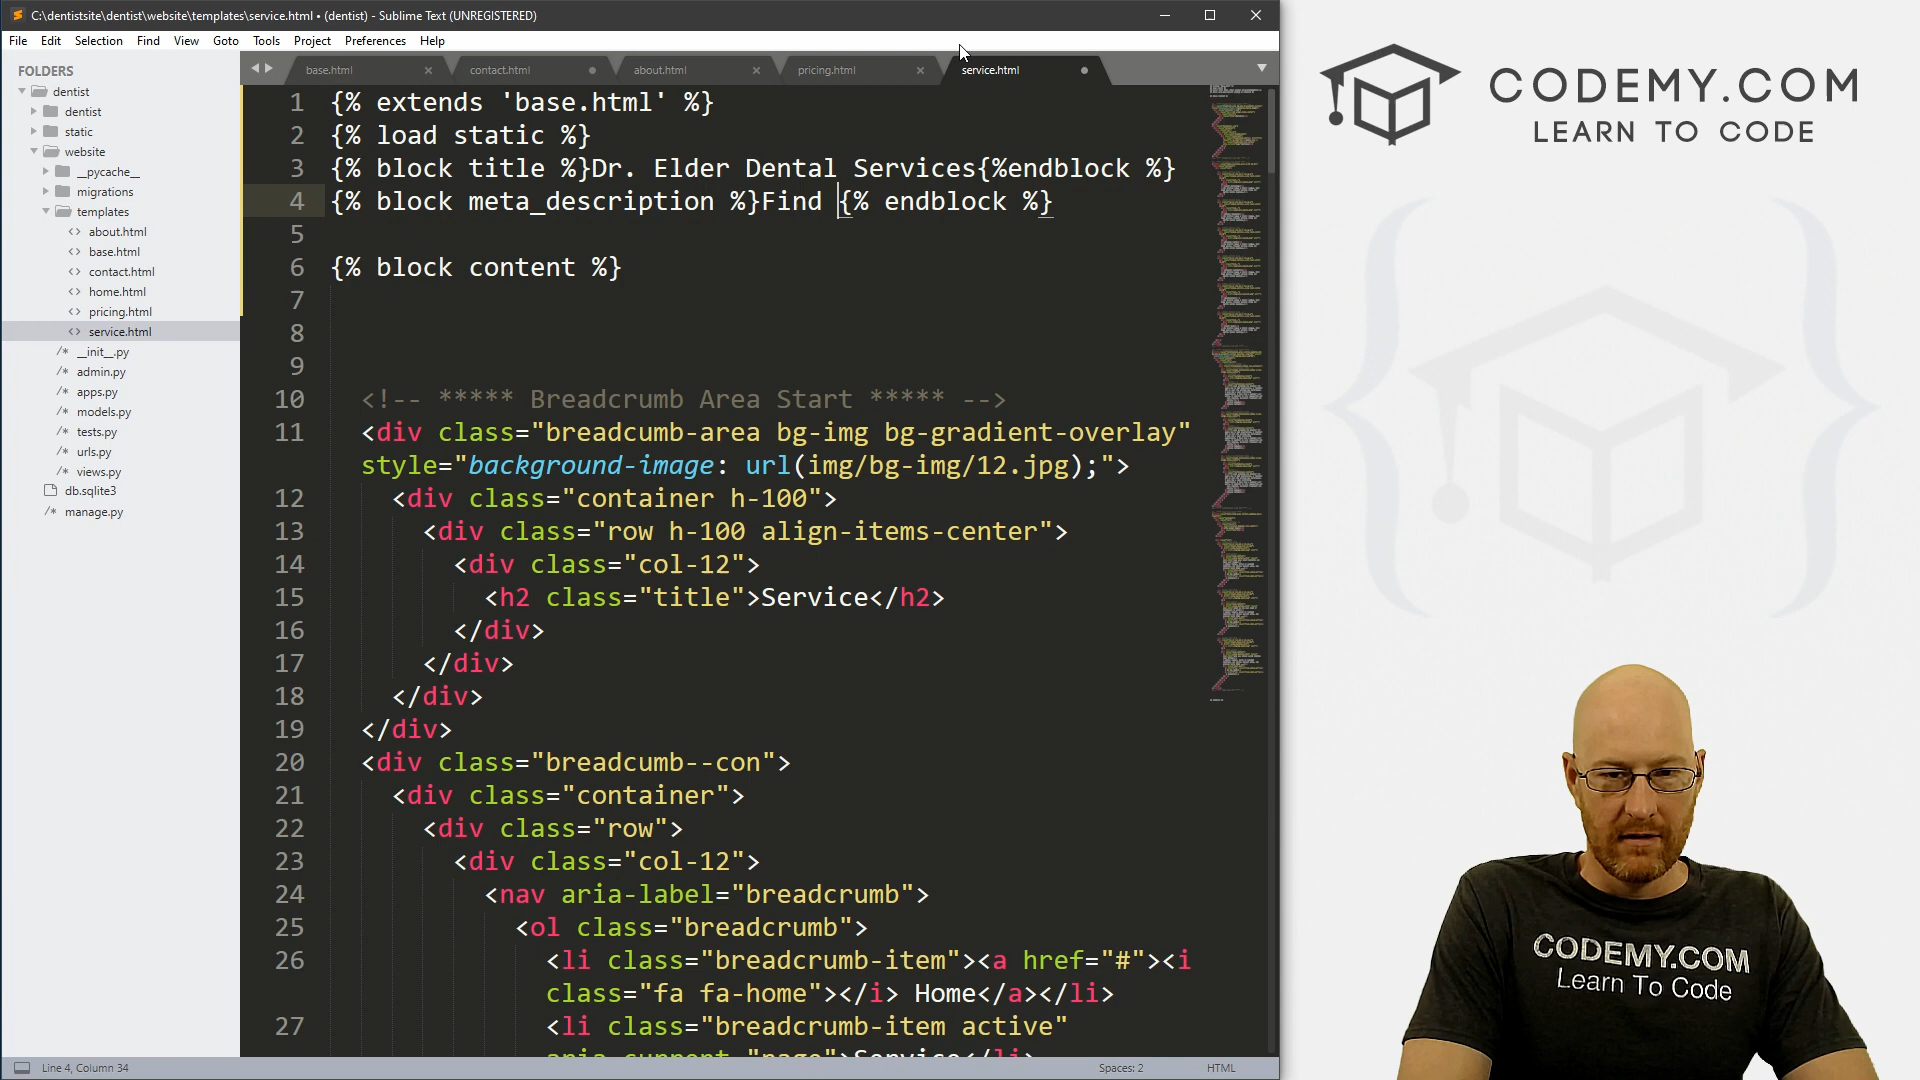 C:\dentistsite\dentist\website\templates\service.html • (dentist) - Sublime Text (UNREGISTERED)
File Edit Selection Find View Goto Tools Project Preferences Help
FOLDERS
dentist
dentist
static
website
__pycache__
migrations
templates
about.html
base.html
contact.html
home.html
pricing.html
service.html
__init__.py
admin.py
apps.py
models.py
tests.py
urls.py
views.py
db.sqlite3
manage.py
base.html contact.html about.html pricing.html service.html
1 {% extends 'base.html' %}
2 {% load static %}
3 {% block title %}Dr. Elder Dental Services{%endblock %}
4 {% block meta_description %}Find {% endblock %}
5
6 {% block content %}
7
8
9
10 <!-- ***** Breadcrumb Area Start ***** -->
11 <div class="breadcumb-area bg-img bg-gradient-overlay"
style="background-image: url(img/bg-img/12.jpg);">
12 <div class="container h-100">
13 <div class="row h-100 align-items-center">
14 <div class="col-12">
15 <h2 class="title">Service</h2>
16 </div>
17 </div>
18 </div>
19 </div>
20 <div class="breadcumb--con">
21 <div class="container">
22 <div class="row">
23 <div class="col-12">
24 <nav aria-label="breadcrumb">
25 <ol class="breadcrumb">
26 <li class="breadcrumb-item"><a href="#"><i
class="fa fa-home"></i> Home</a></li>
27 <li class="breadcrumb-item active"
aria-current="page">Service</li>
Line 4, Column 34
Spaces: 2
HTML
CODEMY.COM
LEARN TO CODE
CODEMY.COM
Learn To Code